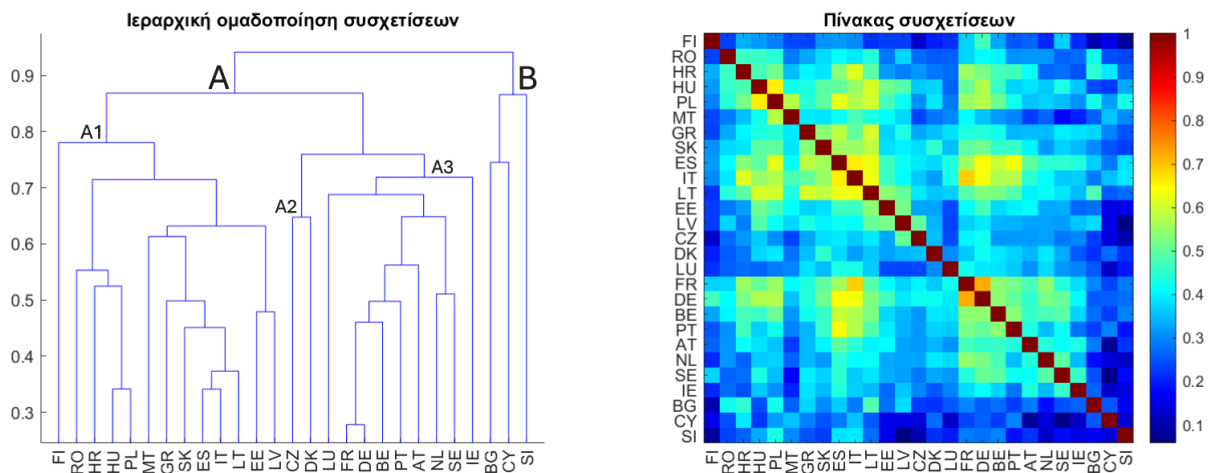 Ιεραρχική ομαδοποίηση συσχετίσεων
0.9
0.8
0.7
0.6
0.5
0.4
0.3
A
B
A1
A2
A3
FI RO HR HU PL MT GR SK ES IT LT EE LV CZ DK LU FR DE BE PT AT NL SE IE BG CY SI
Πίνακας συσχετίσεων
FI
RO
HR
HU
PL
MT
GR
SK
ES
IT
LT
EE
LV
CZ
DK
LU
FR
DE
BE
PT
AT
NL
SE
IE
BG
CY
SI
FI RO HR HU PL MT GR SK ES IT LT EE LV CZ DK LU FR DE BE PT AT NL SE IE BG CY SI
1
0.9
0.8
0.7
0.6
0.5
0.4
0.3
0.2
0.1